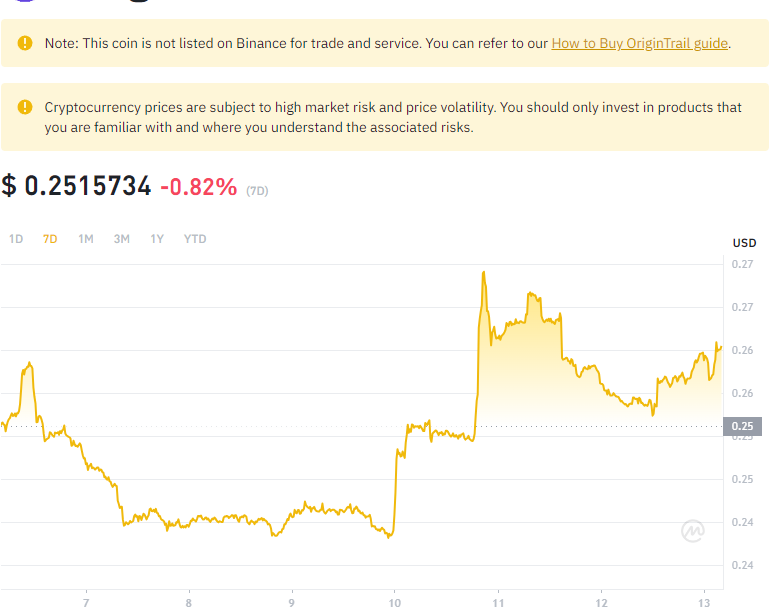 Note: This coin is not listed on Binance for trade and service. You can refer to our How to Buy OriginTrail guide.
Cryptocurrency prices are subject to high market risk and price volatility. You should only invest in products that
you are familiar with and where you understand the associated risks.
$ 0.2515734 -0.82% (7D)
1D 7D 1M 3M 1Y YTD
USD
0.27
0.27
0.26
0.26
0.25
0.25
0.25
0.24
0.24
7 8 9 10 11 12 13